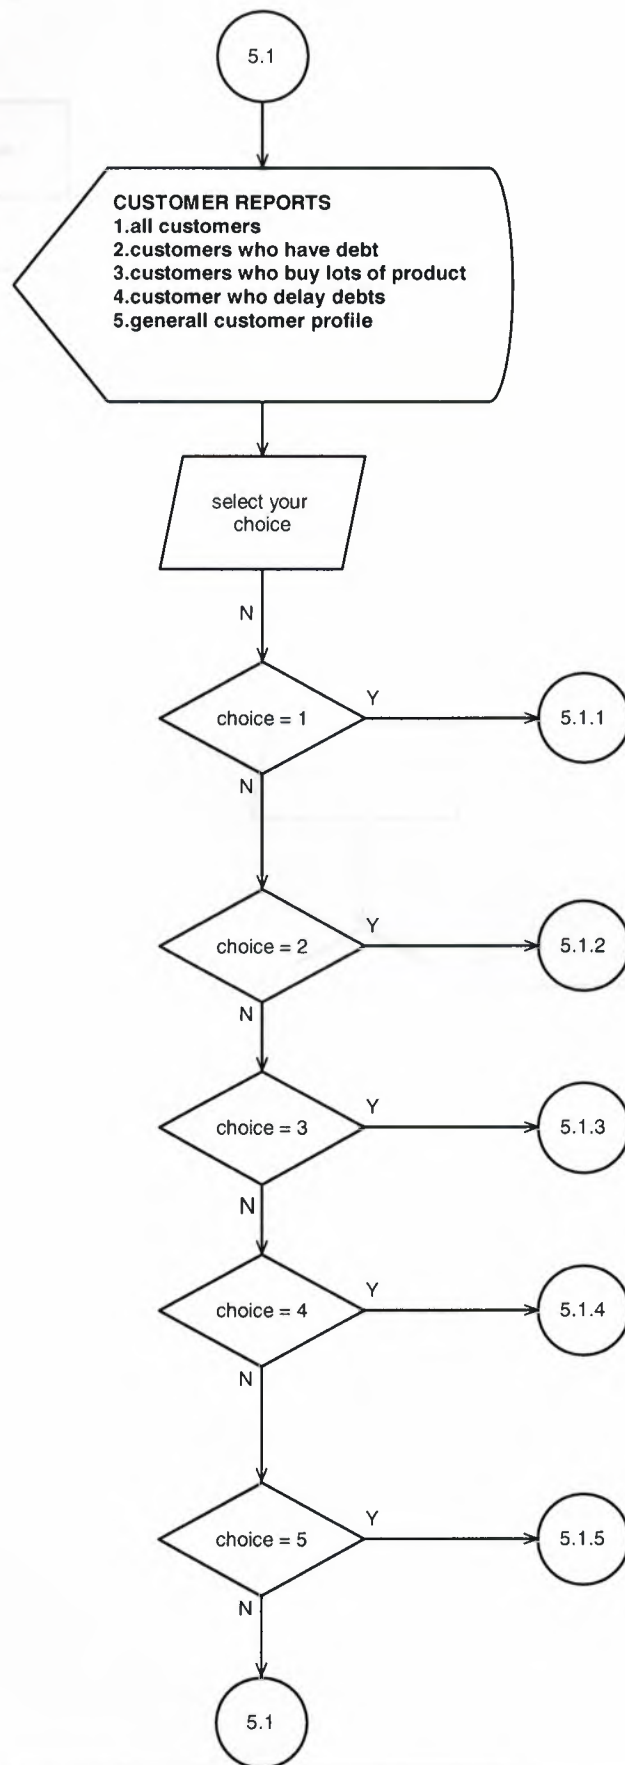 5.1
CUSTOMER REPORTS
1.all customers
2.customers who have debt
3.customers who buy lots of product
4.customer who delay debts
5.generall customer profile
select your
choice
N
choice = 1
Y
5.1.1
N
choice = 2
Y
5.1.2
N
choice = 3
Y
5.1.3
N
choice = 4
Y
5.1.4
N
choice = 5
Y
5.1.5
N
5.1